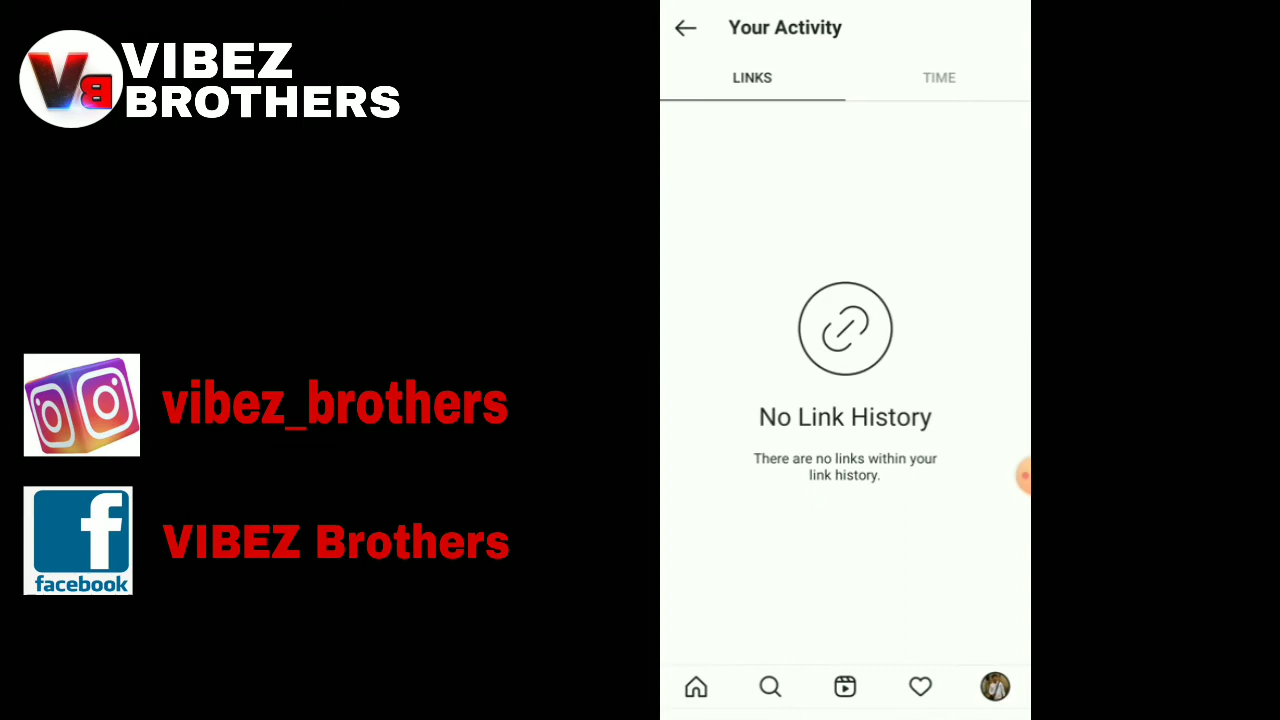 VB
VIBEZ
BROTHERS
vibez_brothers
facebook
VIBEZ Brothers
Your Activity
LINKS
TIME
No Link History
There are no links within your
link history.